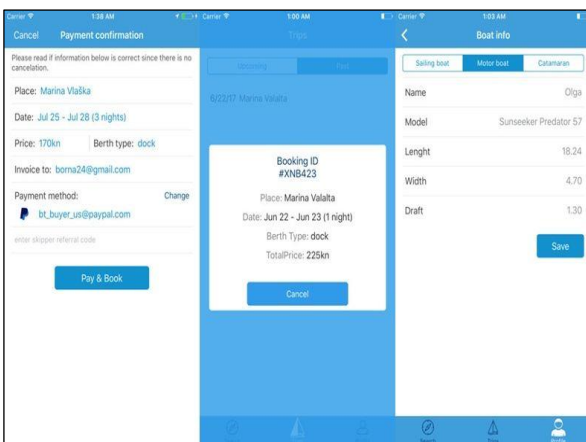 Carrier 1:38 AM
Cancel Payment confirmation
Please read if information below is correct since there is no
cancelation.
Place: Marina Vlaška
Date: Jul 25 - Jul 28 (3 nights)
Price: 170kn Berth type: dock
Invoice to: borna24@gmail.com
Payment method: Change
bt_buyer_us@paypal.com
enter skipper referral code
Pay & Book
Carrier 1:00 AM
Trips
Upcoming Past
6/22/17 Marina Valalta
Booking ID
#XNB423
Place: Marina Valalta
Date: Jun 22 - Jun 23 (1 night)
Berth Type: dock
TotalPrice: 225kn
Cancel
Search Trips Profile
Carrier 1:03 AM
Boat info
Sailing boat Motor boat Catamaran
Name Olga
Model Sunseeker Predator 57
Lenght 18.24
Width 4.70
Draft 1.30
Save
Search Trips Profile